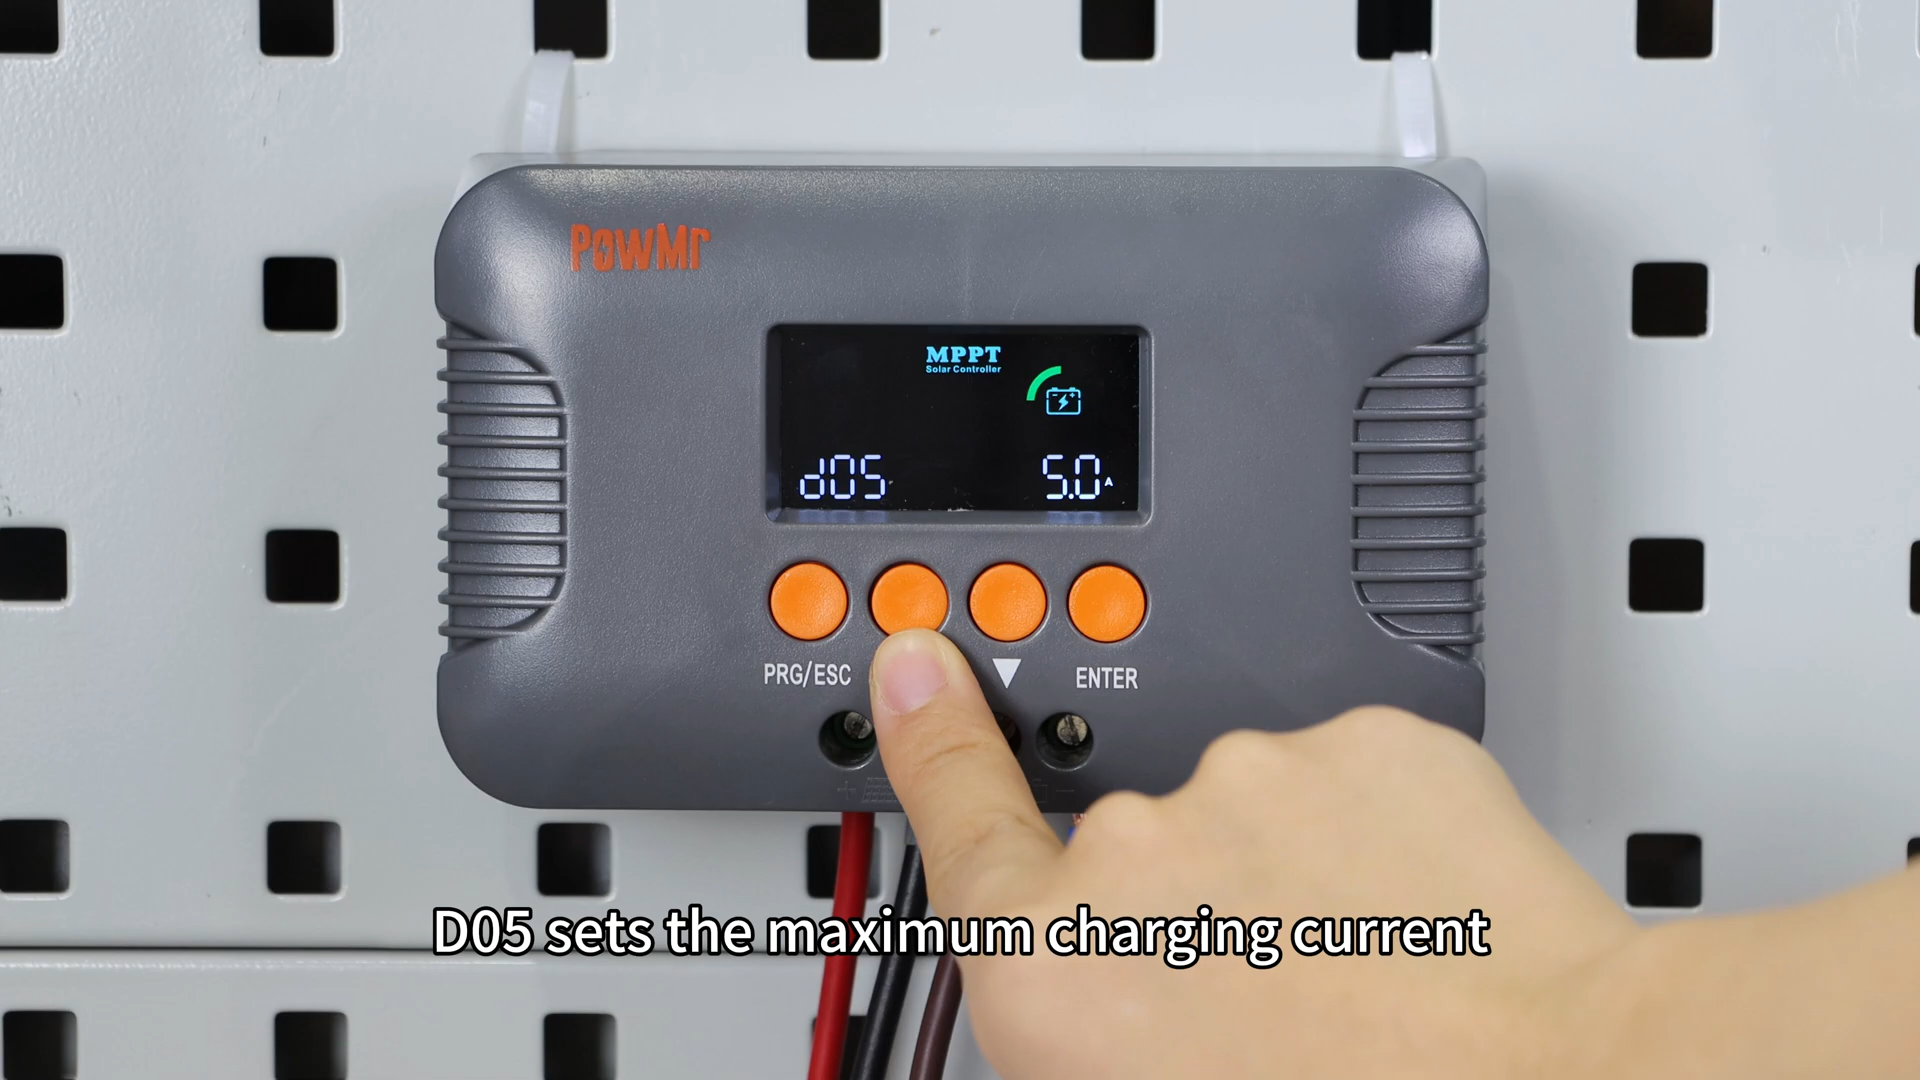 PowMr
MPPT
Solar Controller
d05
5.0A
PRG/ESC
ENTER
D05 sets the maximum charging current